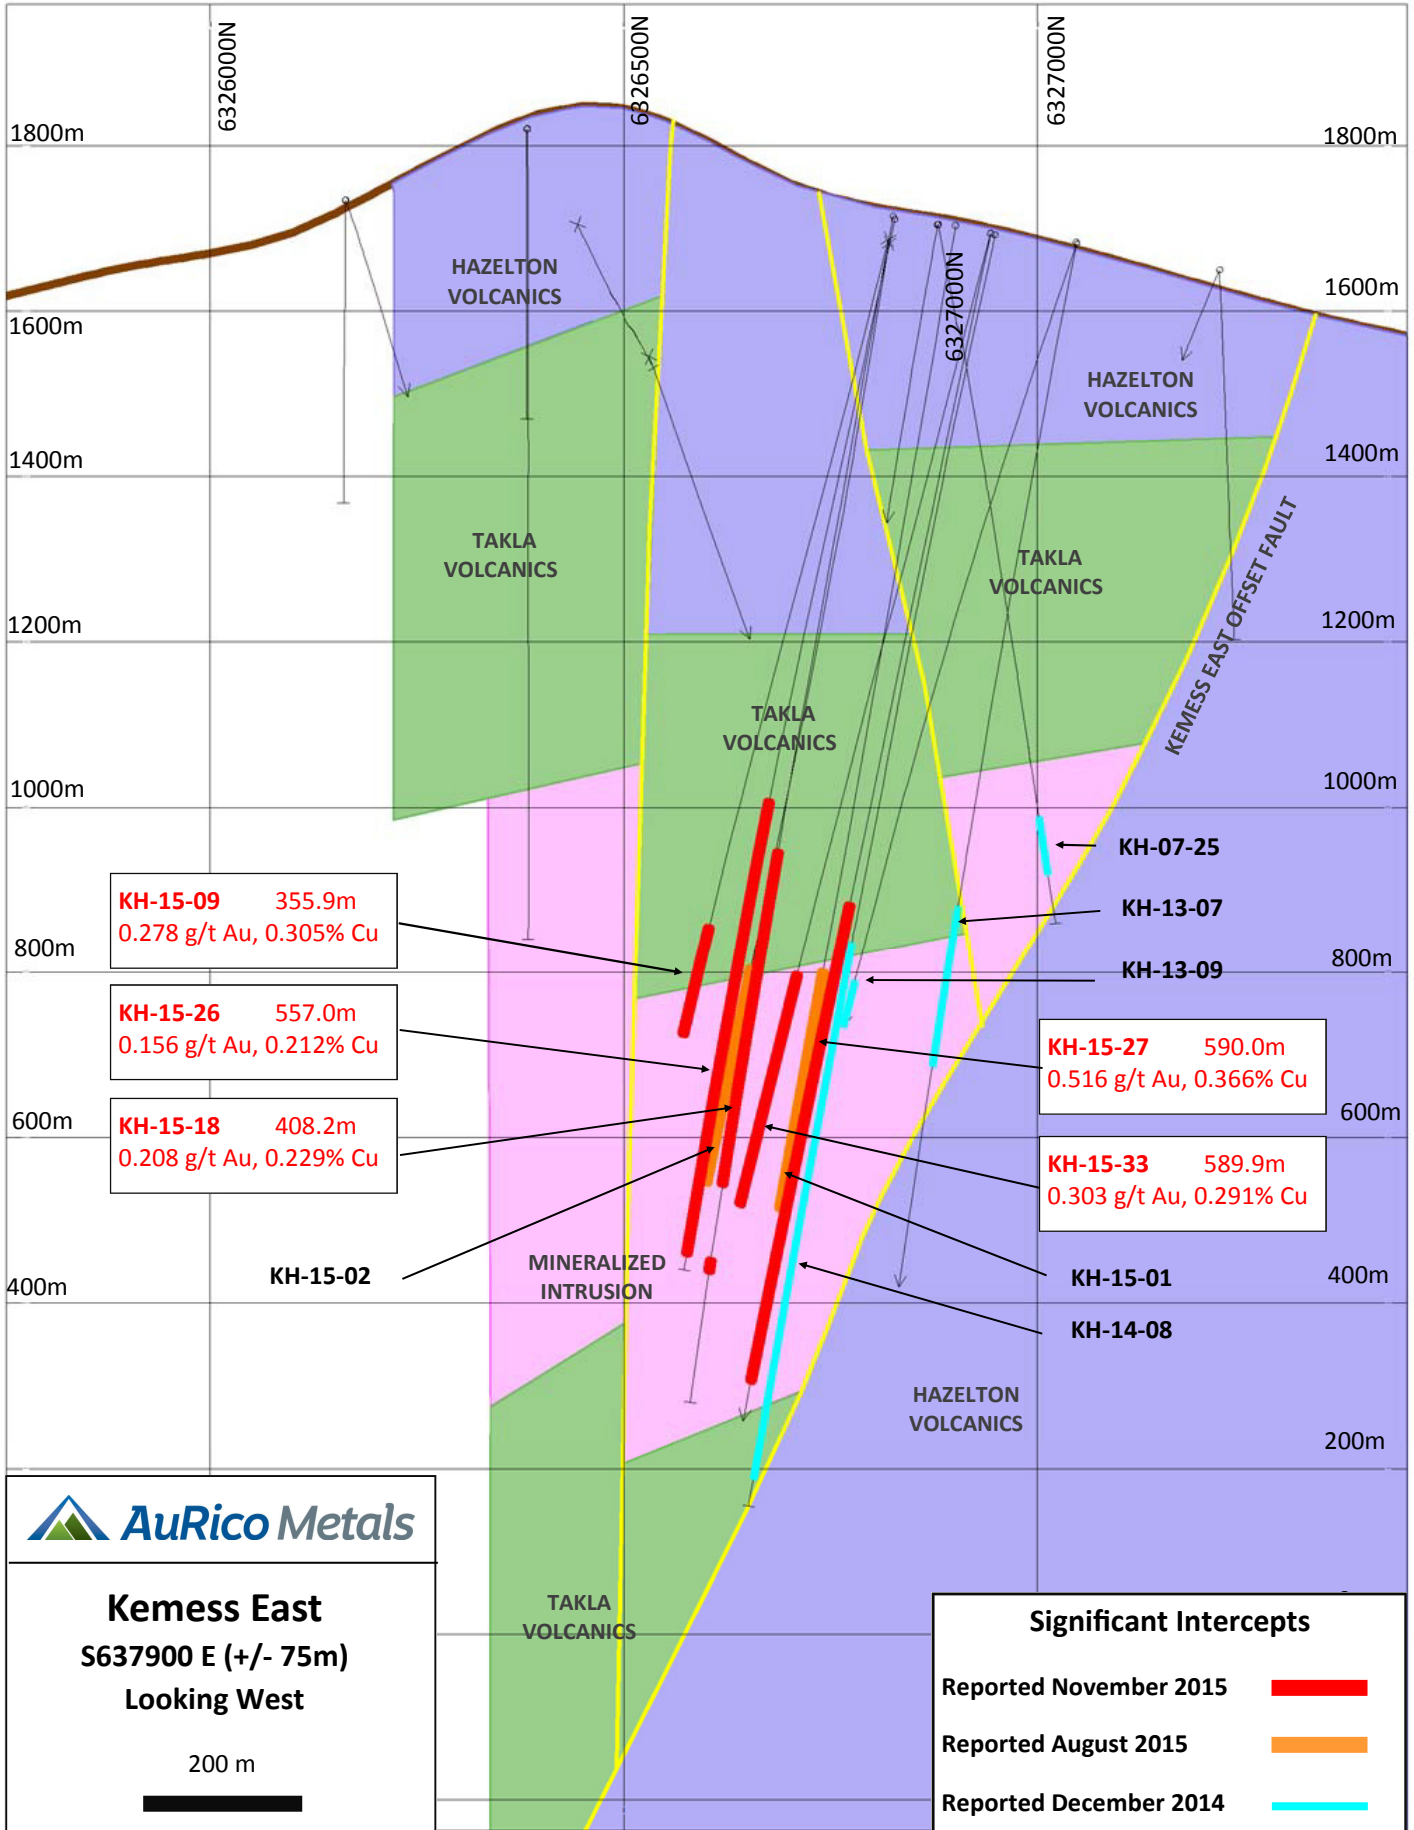 6326000N
6326500N
6327000N
1800m
1800m
HAZELTON
VOLCANICS
6327000N
1600m
1600m
HAZELTON
VOLCANICS
1400m
1400m
TAKLA
VOLCANICS
TAKLA
VOLCANICS
KEMESS EAST OFFSET FAULT
1200m
1200m
TAKLA
VOLCANICS
1000m
1000m
KH-07-25
KH-15-09 355.9m
0.278 g/t Au, 0.305% Cu
KH-13-07
800m
800m
KH-13-09
KH-15-26 557.0m
0.156 g/t Au, 0.212% Cu
KH-15-27 590.0m
0.516 g/t Au, 0.366% Cu
600m
600m
KH-15-18 408.2m
0.208 g/t Au, 0.229% Cu
KH-15-33 589.9m
0.303 g/t Au, 0.291% Cu
KH-15-02
MINERALIZED
INTRUSION
KH-15-01
400m
400m
KH-14-08
HAZELTON
VOLCANICS
200m
AuRico Metals
Kemess East
S637900 E (+/- 75m)
Looking West
200 m
TAKLA
VOLCANICS
Significant Intercepts
Reported November 2015
Reported August 2015
Reported December 2014